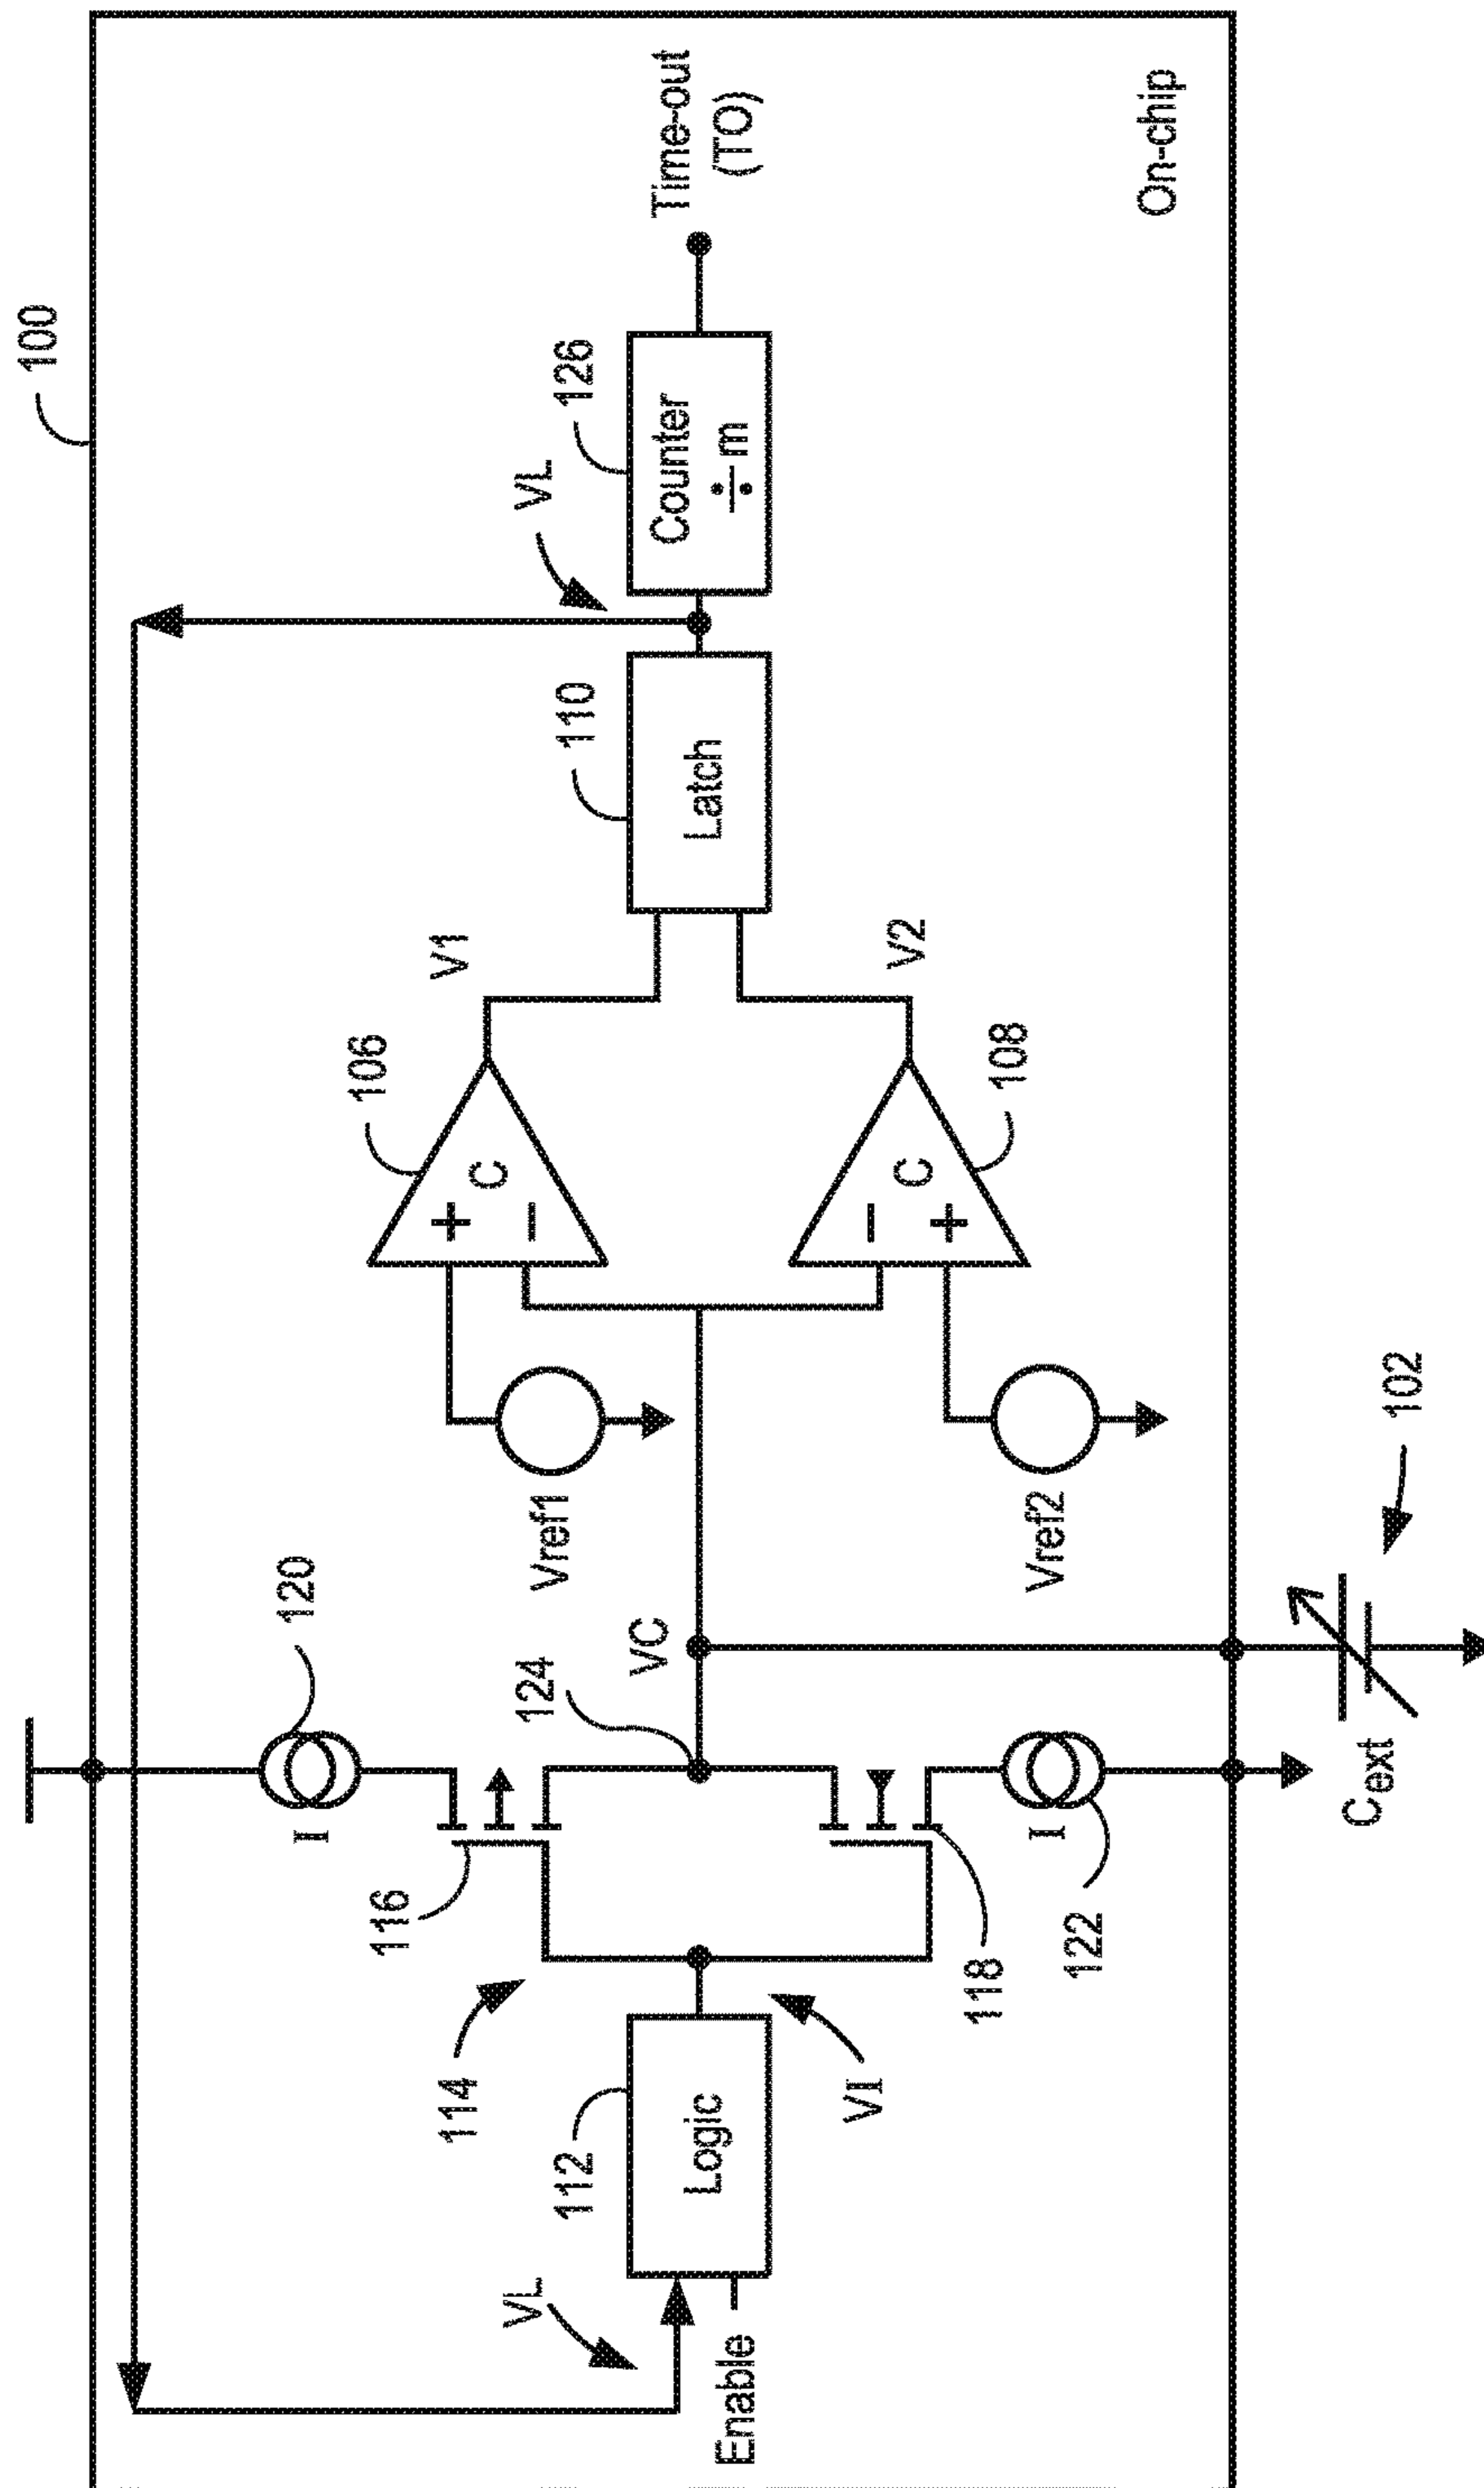 100
VL
Enable
Logic
112
114
VI
116
118
I
120
I
122
124
VC
C_ext
102
Vref1
Vref2
+
−
C
106
−
+
C
108
V1
V2
Latch
110
VL
Counter
÷ m
126
Time-out
(TO)
On-chip